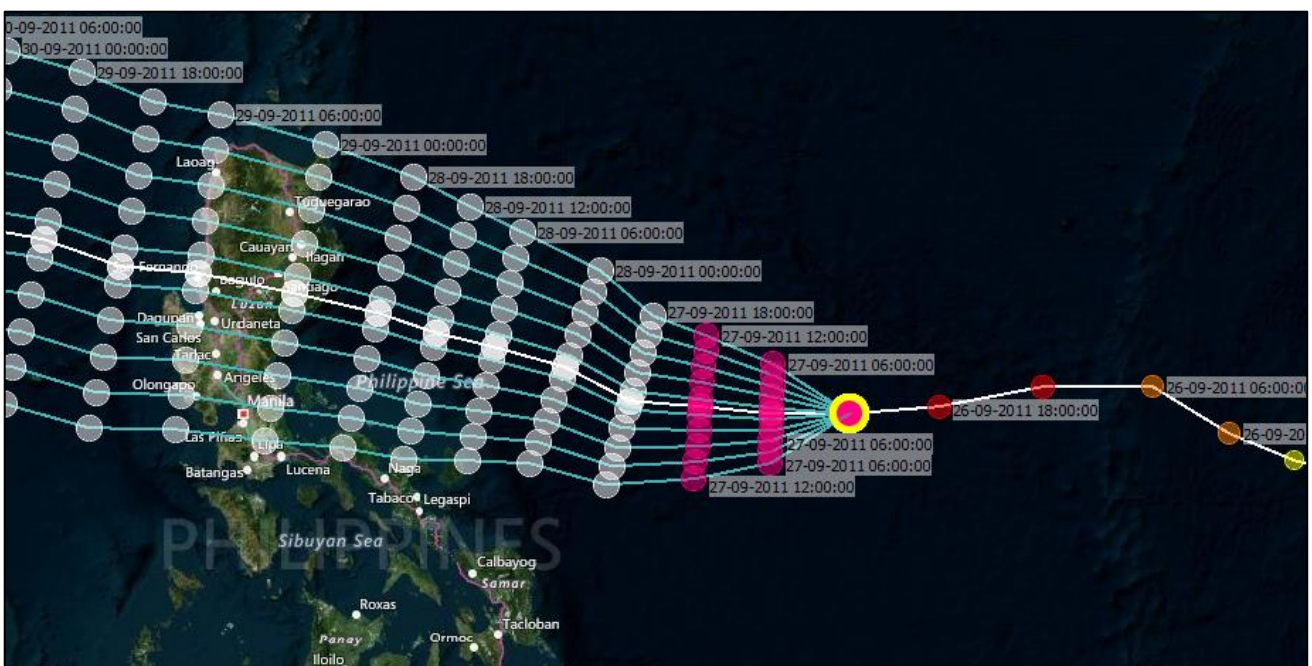 0-09-2011 06:00:00
30-09-2011 00:00:00
29-09-2011 18:00:00
29-09-2011 06:00:00
29-09-2011 00:00:00
Laoag
28-09-2011 18:00:00
Tuguegarao
28-09-2011 12:00:00
28-09-2011 06:00:00
Cauayan
Ilagan
Fernando
28-09-2011 00:00:00
Baguio
Santiago
Luzon
27-09-2011 18:00:00
Dagupan
Urdaneta
San Carlos
27-09-2011 12:00:00
Tarlac
27-09-2011 06:00:00
Angeles
Philippine Sea
Olongapo
26-09-2011 06:00:0
Manila
26-09-2011 18:00:00
Las Piñas
26-09-20
Lipa
27-09-2011 06:00:00
Batangas
Lucena
Naga
27-09-2011 06:00:00
27-09-2011 12:00:00
Tabaco
Legaspi
PHILIPPINES
Sibuyan Sea
Calbayog
Samar
Roxas
Tacloban
Panay
Ormoc
Iloilo